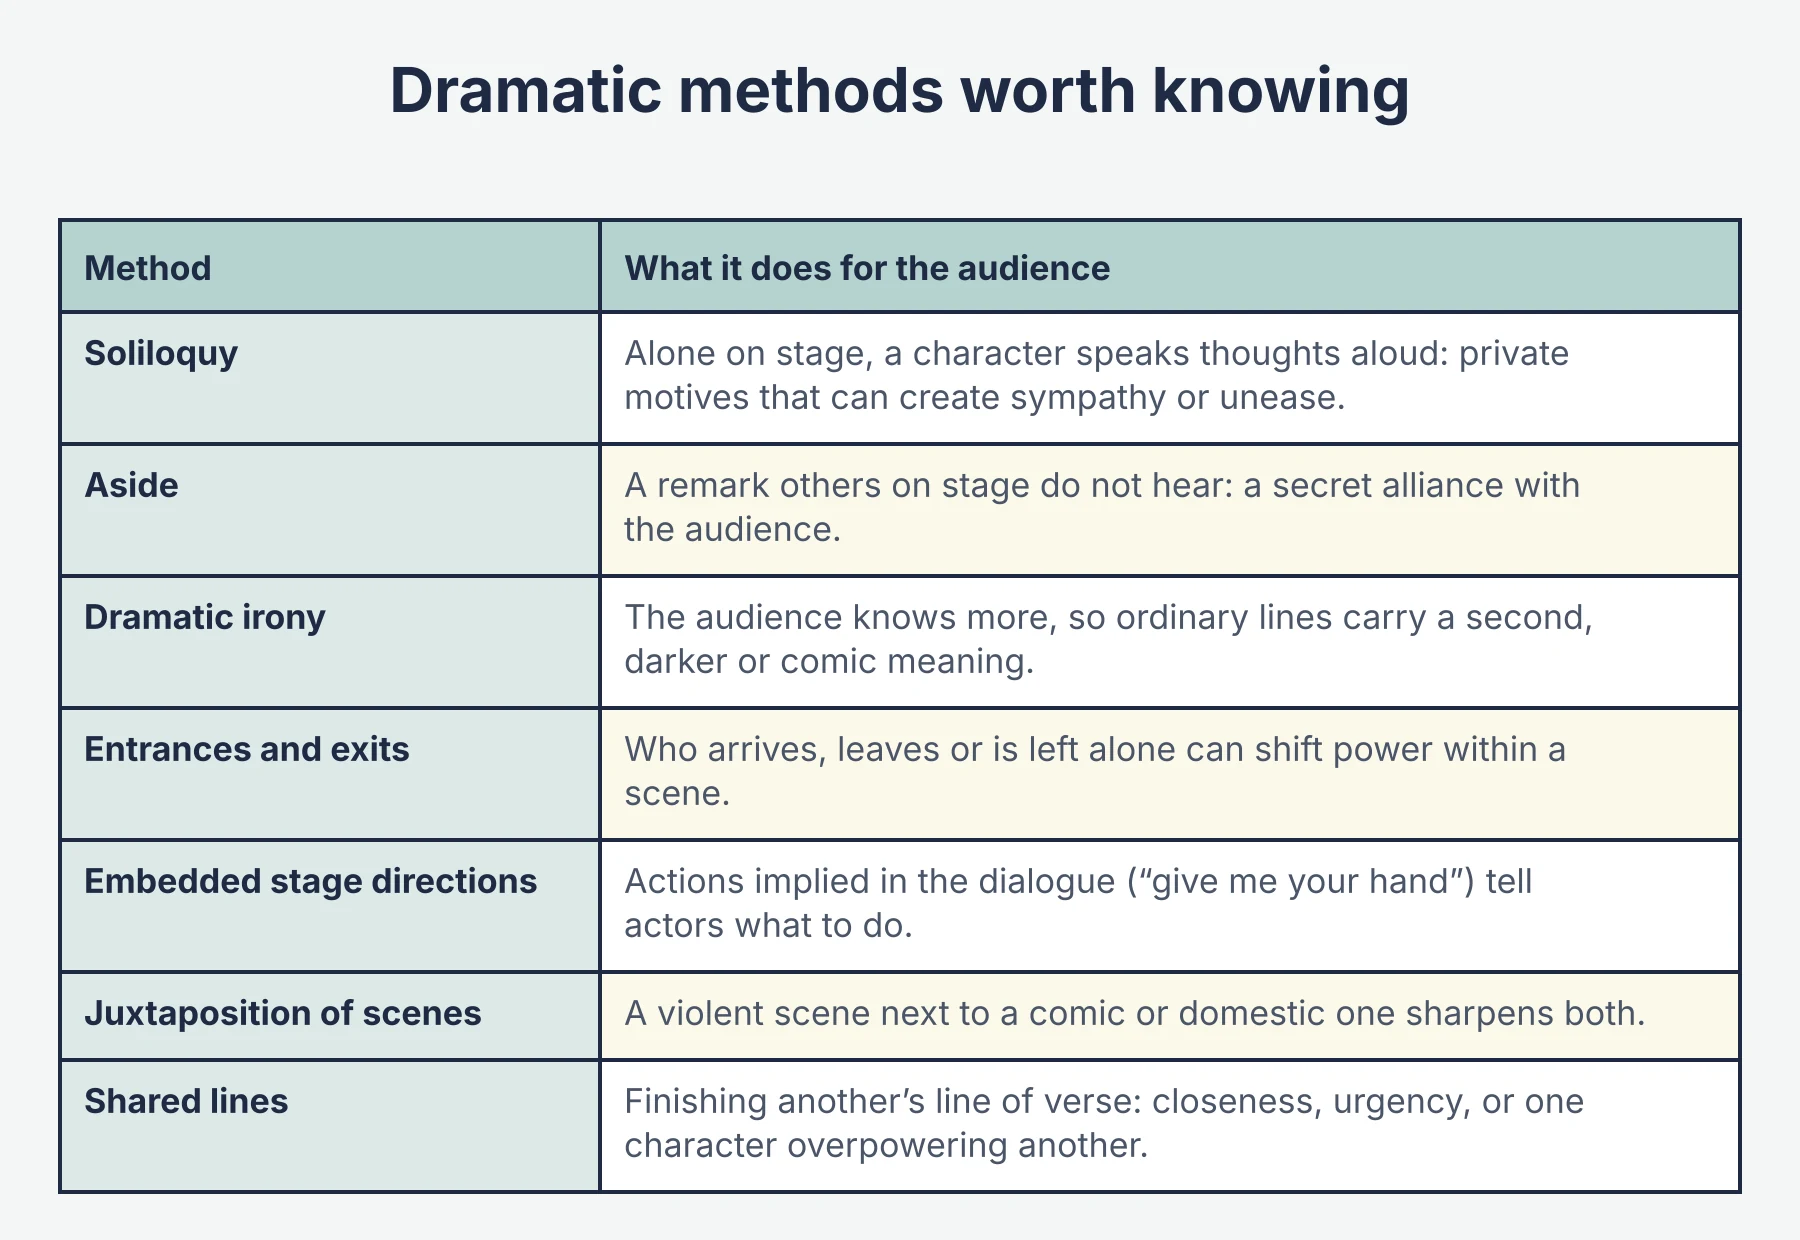 Dramatic methods worth knowing
Method
What it does for the audience
Soliloquy
Alone on stage, a character speaks thoughts aloud: private
motives that can create sympathy or unease.
Aside
A remark others on stage do not hear: a secret alliance with
the audience.
Dramatic irony
The audience knows more, so ordinary lines carry a second,
darker or comic meaning.
Entrances and exits
Who arrives, leaves or is left alone can shift power within a
scene.
Embedded stage directions
Actions implied in the dialogue (“give me your hand”) tell
actors what to do.
Juxtaposition of scenes
A violent scene next to a comic or domestic one sharpens both.
Shared lines
Finishing another’s line of verse: closeness, urgency, or one
character overpowering another.